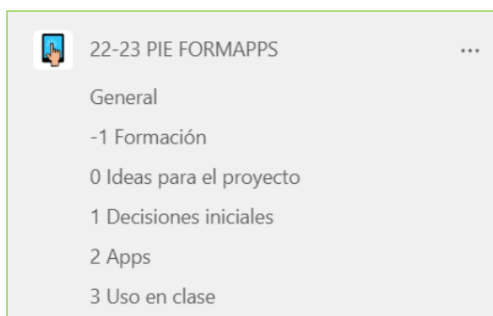 22-23 PIE FORMAPPS ...
General
-1 Formación
0 Ideas para el proyecto
1 Decisiones iniciales
2 Apps
3 Uso en clase